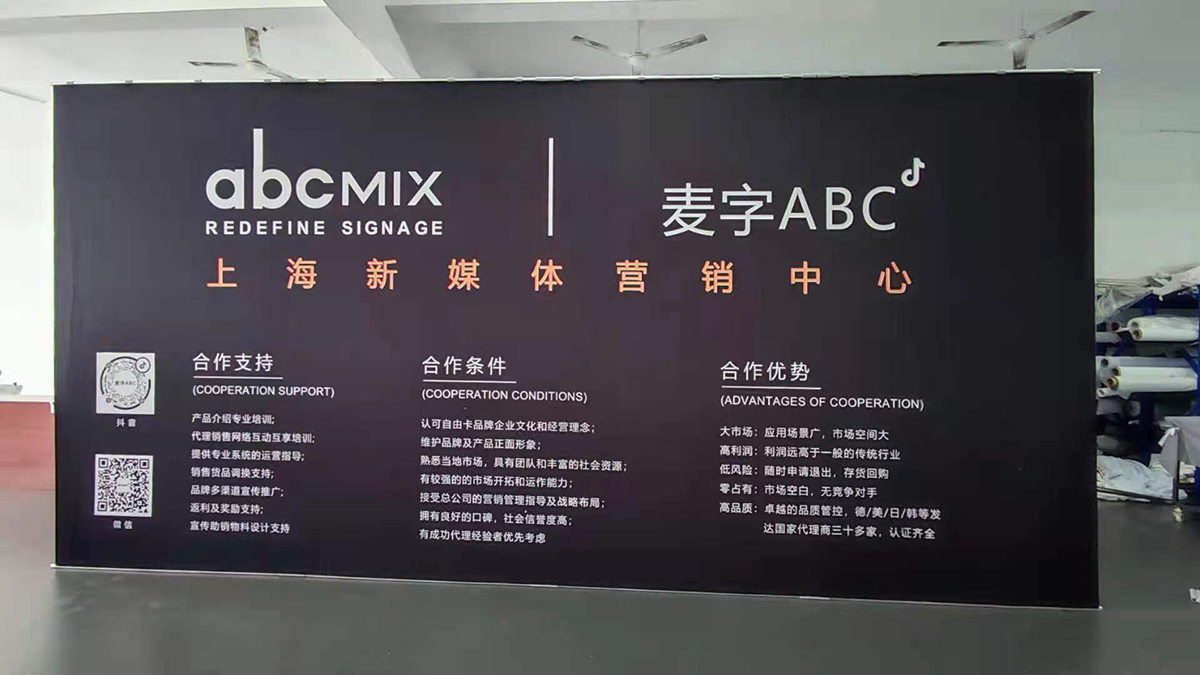 abcMIX
REDEFINE SIGNAGE
麦字ABC
上海新媒体营销中心
麦字ABC
抖音
微信
合作支持
(COOPERATION SUPPORT)
产品介绍专业培训;
代理销售网络互动互享培训;
提供专业系统的运营指导;
销售货品调换支持;
品牌多渠道宣传推广;
返利及奖励支持;
宣传助销物料设计支持
合作条件
(COOPERATION CONDITIONS)
认可自由卡品牌企业文化和经营理念;
维护品牌及产品正面形象;
熟悉当地市场，具有团队和丰富的社会资源;
有较强的的市场开拓和运作能力;
接受总公司的营销管理指导及战略布局;
拥有良好的口碑，社会信誉度高;
有成功代理经验者优先考虑
合作优势
(ADVANTAGES OF COOPERATION)
大市场：应用场景广，市场空间大
高利润：利润远高于一般的传统行业
低风险：随时申请退出，存货回购
零占有：市场空白，无竞争对手
高品质：卓越的品质管控，德/美/日/韩等发
达国家代理商三十多家，认证齐全